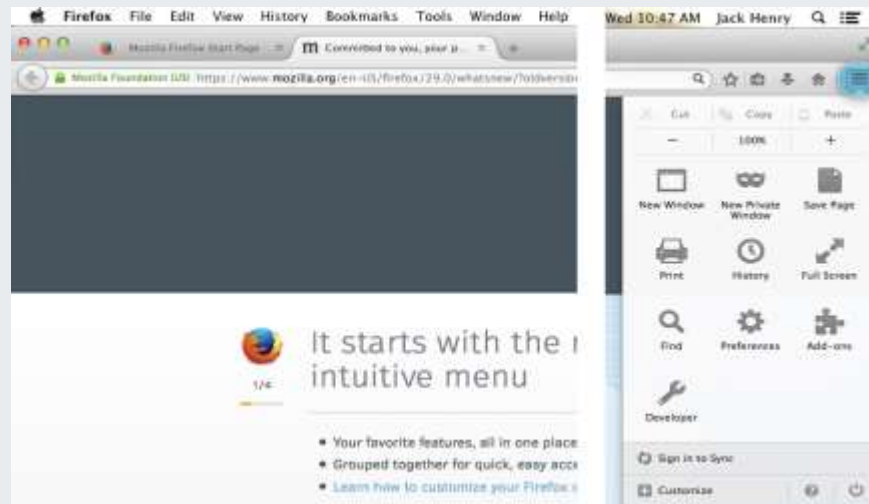 Firefox File Edit View History Bookmarks Tools Window Help
Wed 10:47 AM Jack Henry
Mozilla Firefox Start Page
Committed to you, your p...
Mozilla Foundation (US) https://www.mozilla.org/en-US/firefox/29.0/whatsnew/?oldversion
Cut Copy Paste
− 100% +
New Window New Private Window Save Page
Print History Full Screen
Find Preferences Add-ons
Developer
Sign in to Sync
Customize
1/4
It starts with the
intuitive menu
• Your favorite features, all in one place
• Grouped together for quick, easy
• Learn how to customize your Firefox